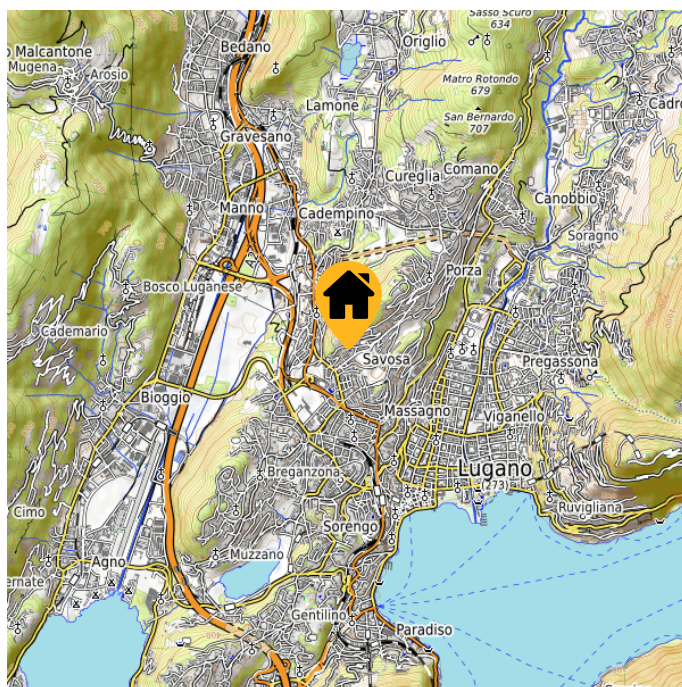 Sasso Scuro
634
Bedano
Origlio
o Malcantone
Mugena
Arosio
Matro Rotondo
679
Lamone
San Bernardo
707
Cadro
Gravesano
Cureglia
Comano
Canobbio
Manno
Cadempino
Soragno
Porza
Bosco Luganese
Cademario
Savosa
Pregassona
Bioggio
Massagno
Viganello
Lugano
(273)
Breganzona
Cimo
Sorengo
Ruvigliana
Agno
Muzzano
ernate
400
Gentilino
Paradiso